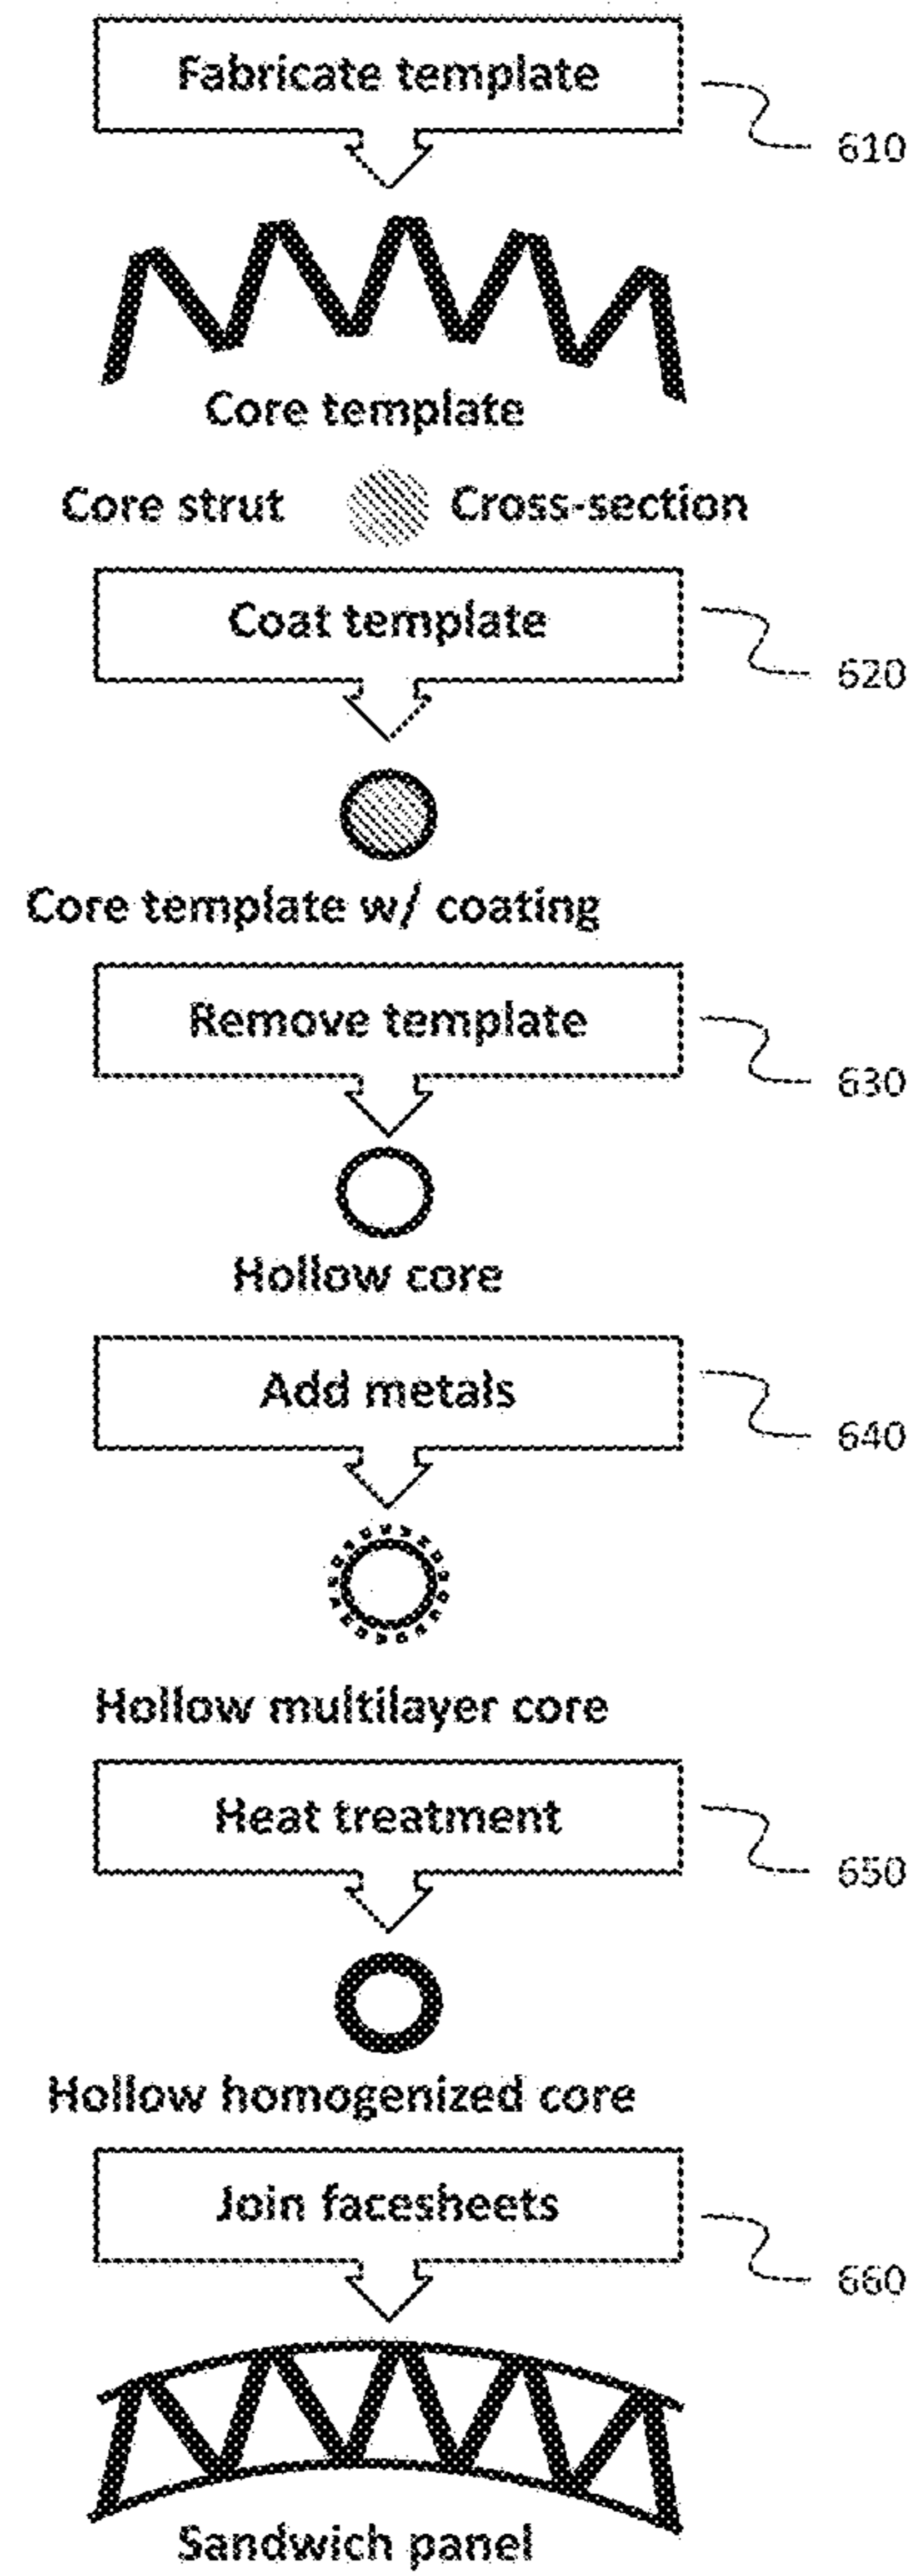 Fabricate template
610
Core template
Core strut Cross-section
Coat template
620
Core template w/ coating
Remove template
630
Hollow core
Add metals
640
Hollow multilayer core
Heat treatment
650
Hollow homogenized core
Join facesheets
660
Sandwich panel